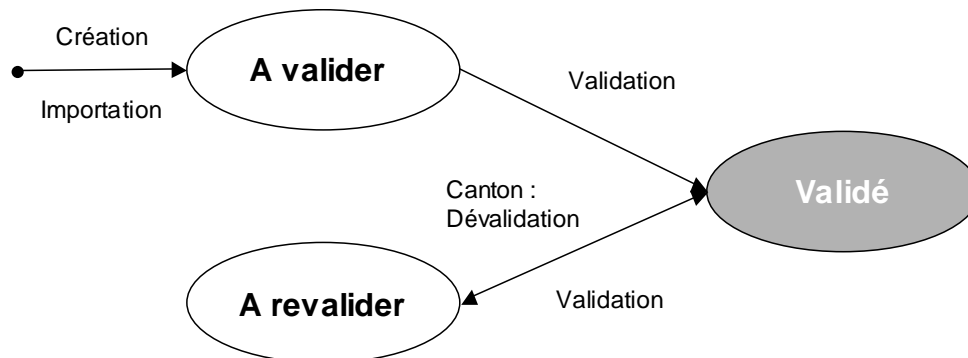 Création
A valider
Importation
Validation
Canton :
Dévalidation
Validé
A revalider
Validation